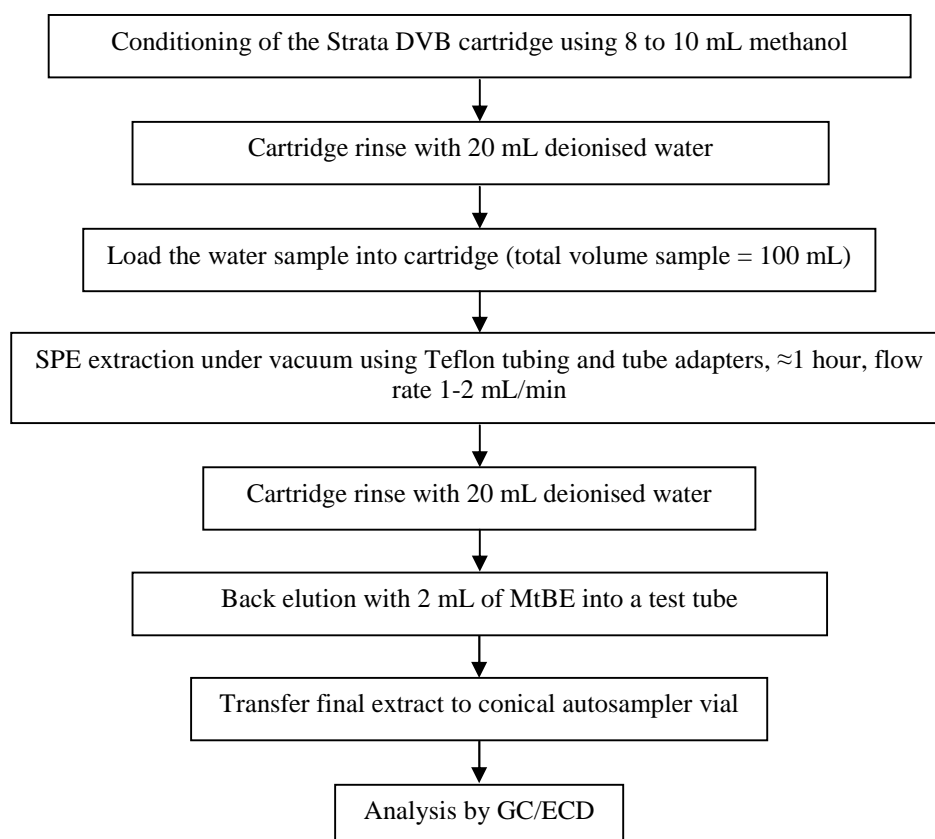 Conditioning of the Strata DVB cartridge using 8 to 10 mL methanol
Cartridge rinse with 20 mL deionised water
Load the water sample into cartridge (total volume sample = 100 mL)
SPE extraction under vacuum using Teflon tubing and tube adapters, ≈1 hour, flow
rate 1-2 mL/min
Cartridge rinse with 20 mL deionised water
Back elution with 2 mL of MtBE into a test tube
Transfer final extract to conical autosampler vial
Analysis by GC/ECD